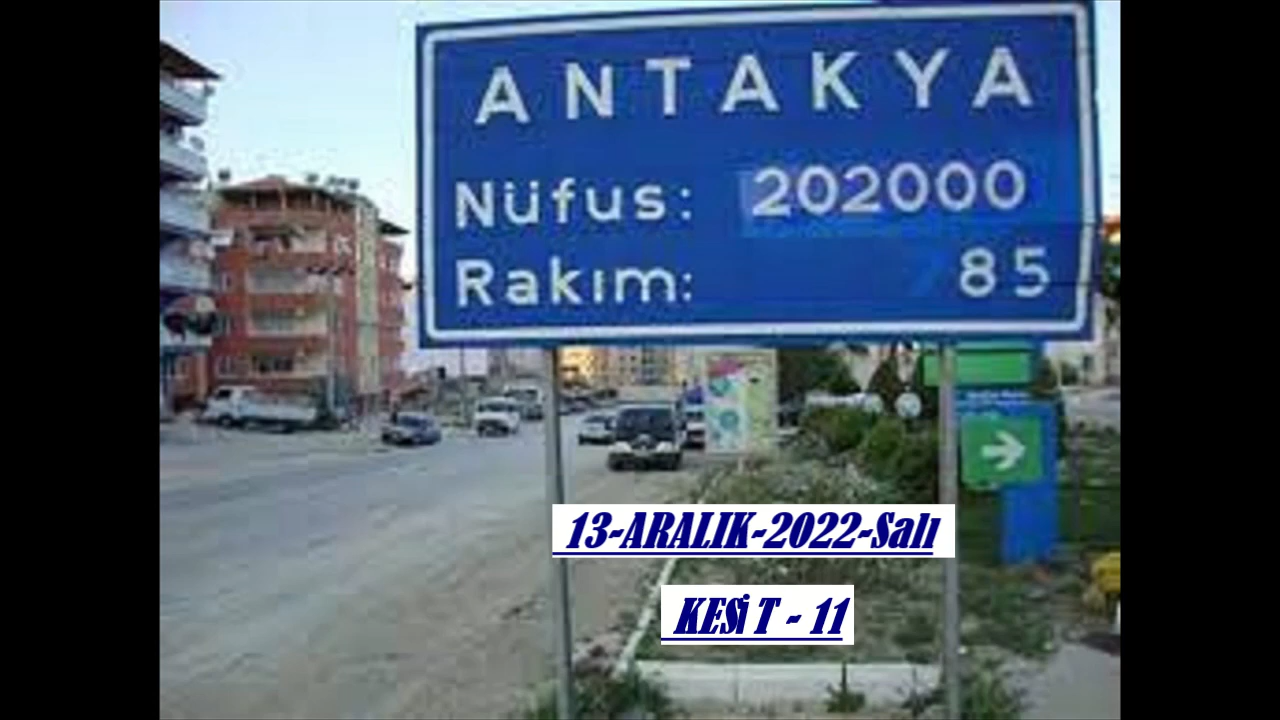 ANTAKYA
Nüfus: 202000
Rakım: 85
13-ARALIK-2022-Salı
KESİT - 11